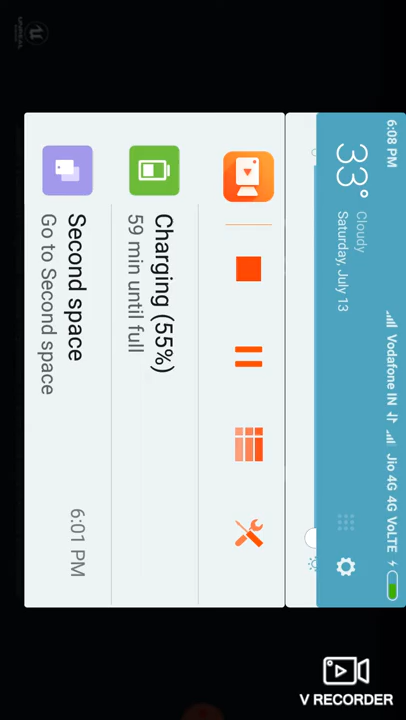 6:08 PM
Vodafone IN
Jio 4G 4G VoLTE
33°
Cloudy
Saturday, July 13
Charging (55%)
59 min until full
Second space
Go to Second space
6:01 PM
V RECORDER